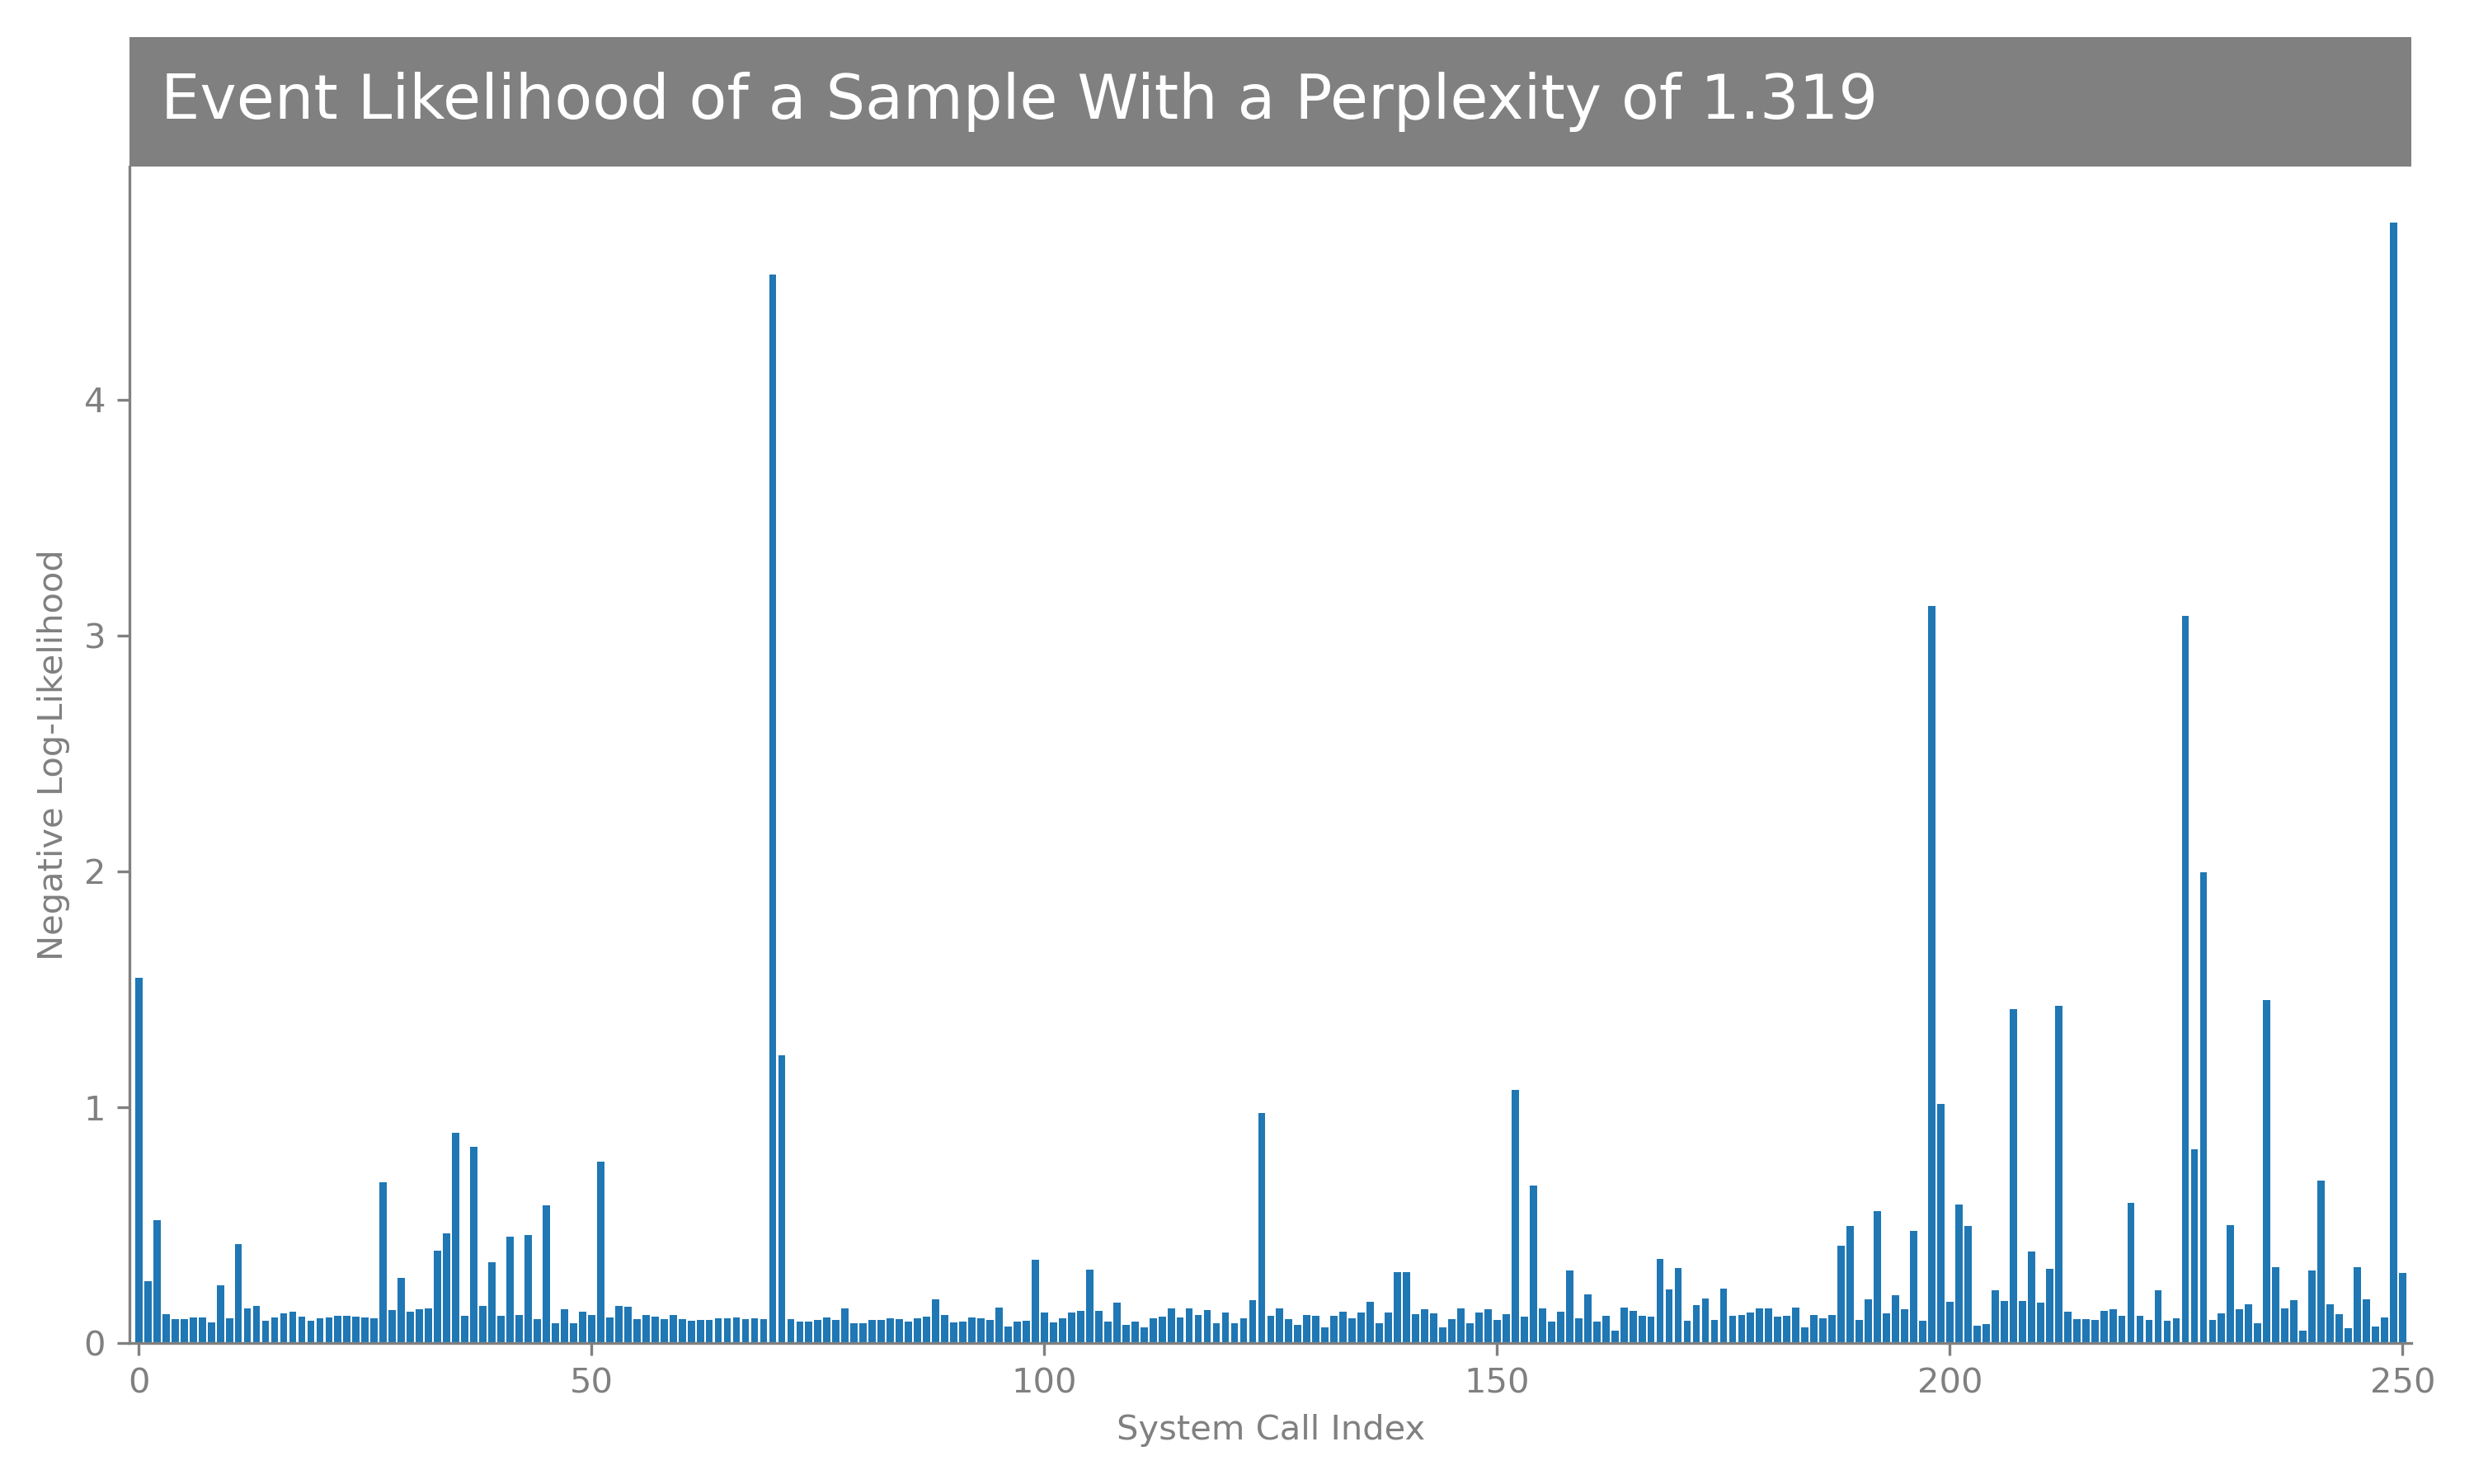 Event Likelihood of a Sample With a Perplexity of 1.319
Negative Log-Likelihood
4
3
2
1
0
0 50 100 150 200 250
System Call Index